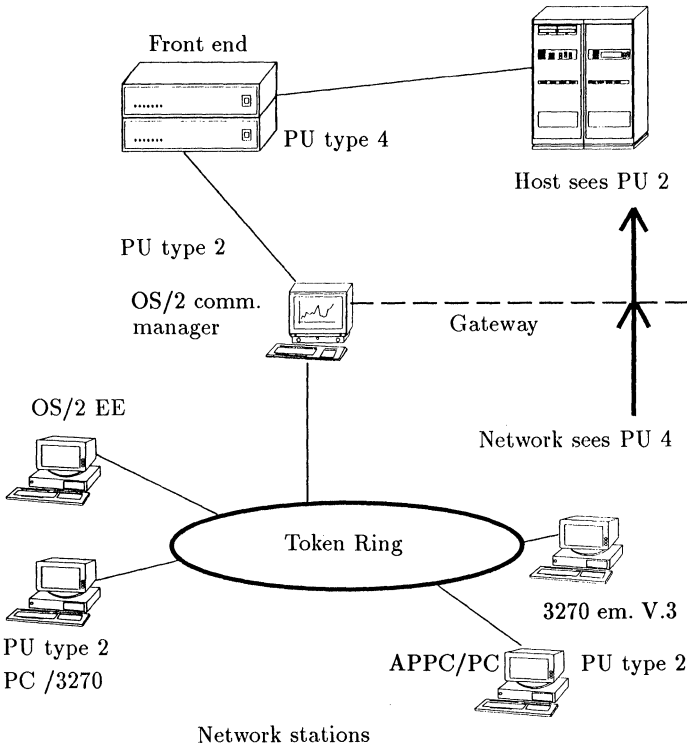 Front end
PU type 4
Host sees PU 2
PU type 2
OS/2 comm.
manager
Gateway
OS/2 EE
Network sees PU 4
Token Ring
3270 em. V.3
PU type 2
PC /3270
APPC/PC
PU type 2
Network stations